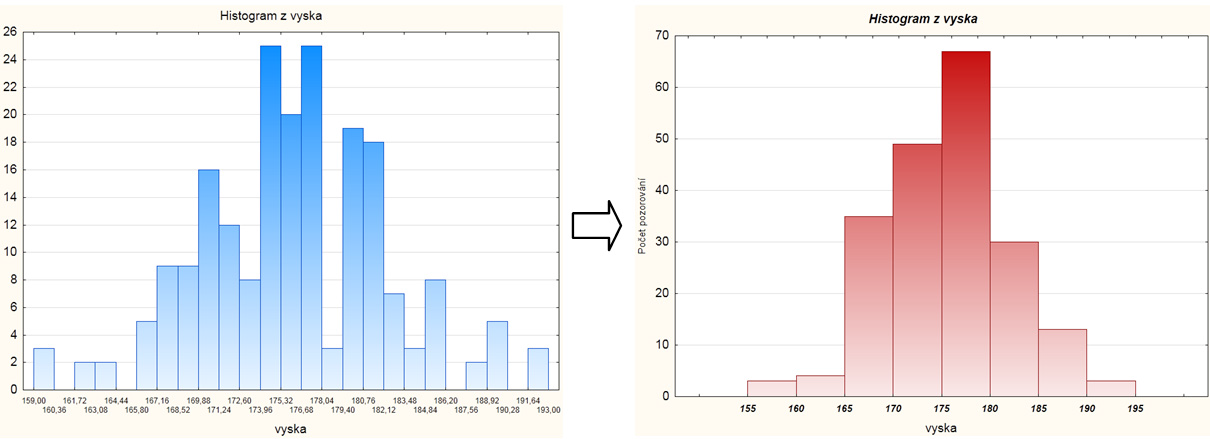 Histogram z vyska
26
24
22
20
18
16
14
12
10
8
6
4
2
0
159,00 161,72 164,44 167,16 169,88 172,60 175,32 178,04 180,76 183,48 186,20 188,92 191,64
160,36 163,08 165,80 168,52 171,24 173,96 176,68 179,40 182,12 184,84 187,56 190,28 193,00
vyska
Histogram z vyska
Počet pozorování
70
60
50
40
30
20
10
0
155 160 165 170 175 180 185 190 195
vyska